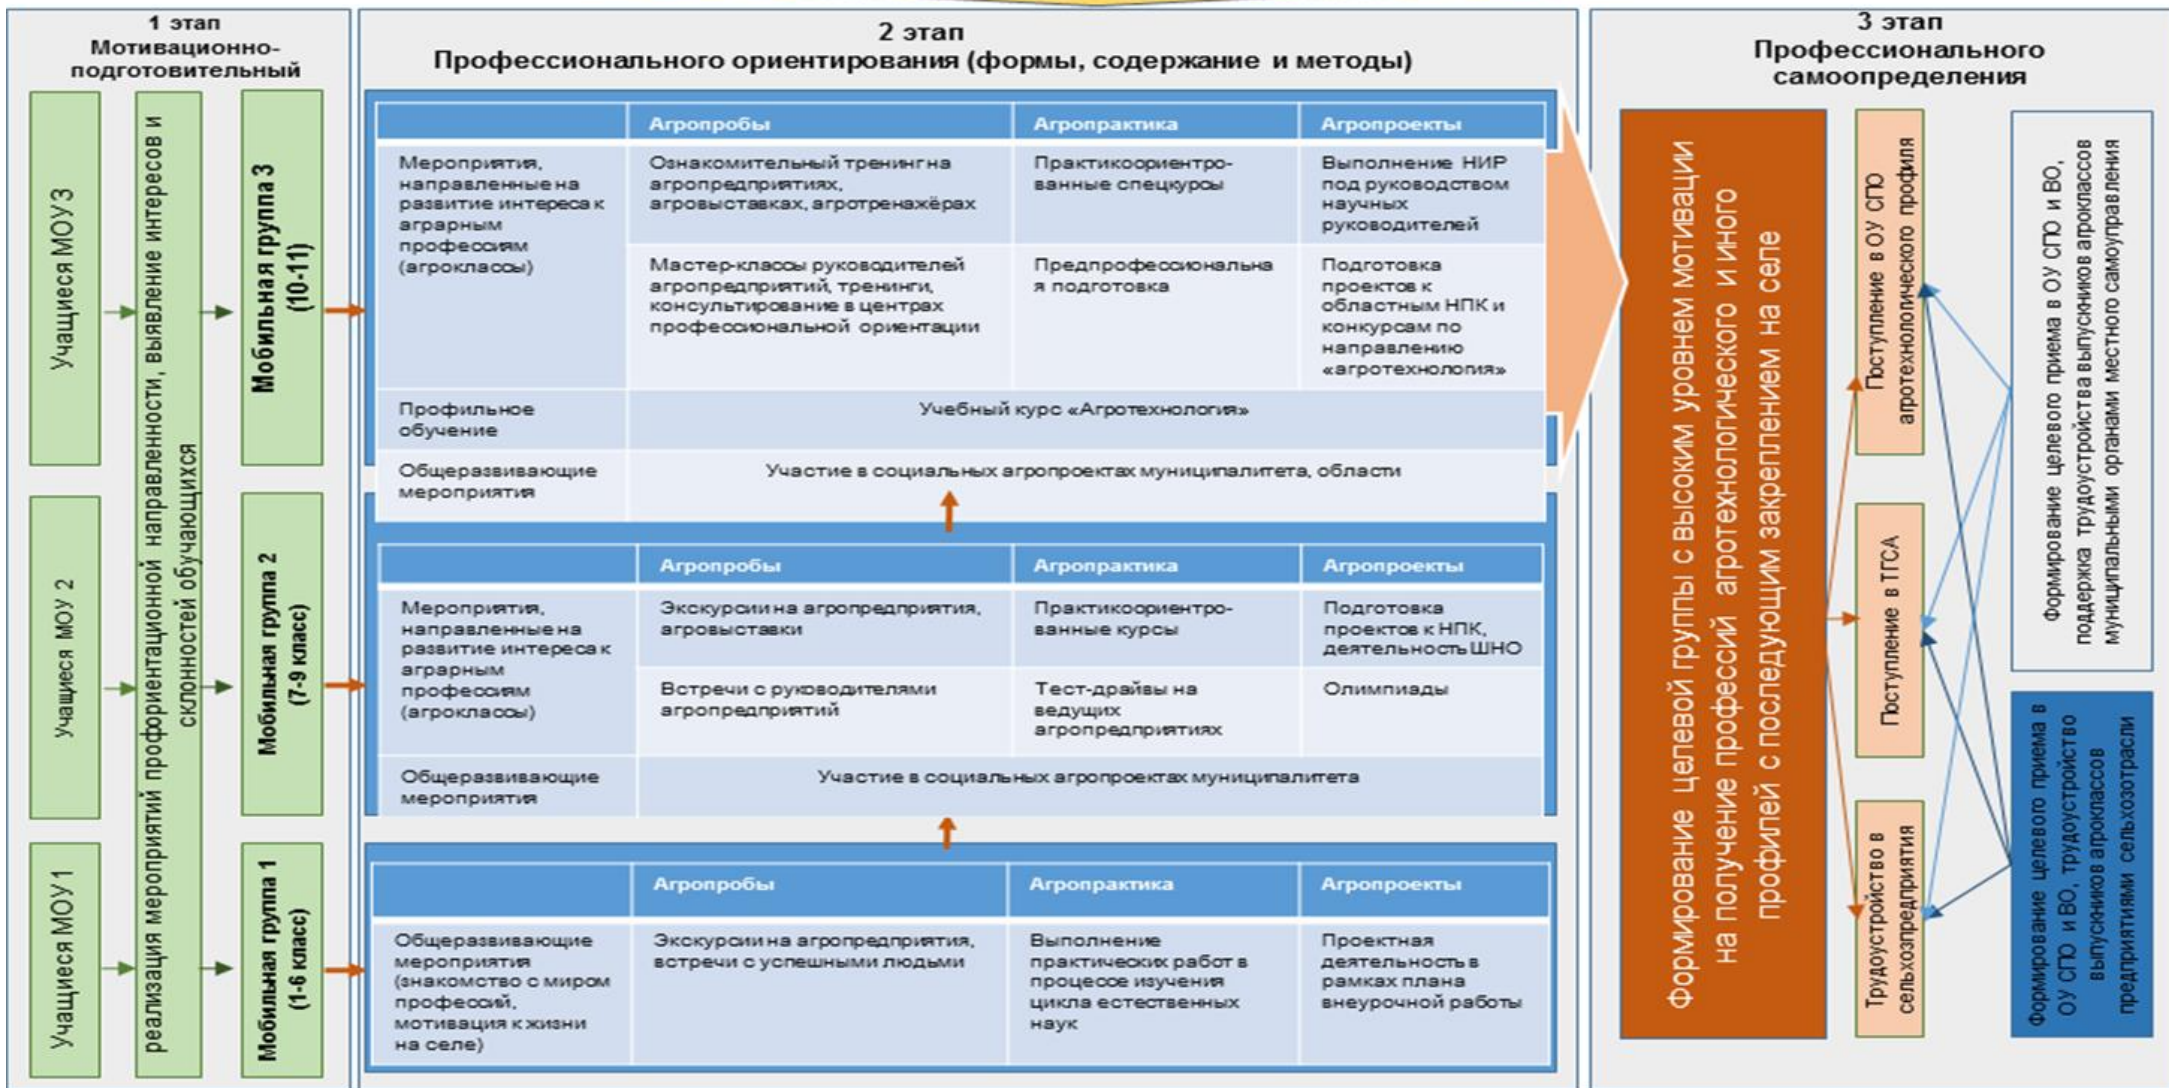 1 этап
Мотивационно-
подготовительный
Учащиеся МОУ3
Учащиеся МОУ 2
Учащиеся МОУ1
реализация мероприятий профориентационной направленности, выявление интересов и
склонностей обучающихся
Мобильная группа 3
(10-11)
Мобильная группа 2
(7-9 класс)
Мобильная группа 1
(1-6 класс)
2 этап
Профессионального ориентирования (формы, содержание и методы)
Агропробы
Агропрактика
Агропроекты
Мероприятия,
направленные на
развитие интереса к
аграрным
профессиям
(агроклассы)
Ознакомительный тренинг на
агропредприятиях,
агровыставках, агротренажёрах
Практикоориентро-
ванные спецкурсы
Выполнение НИР
под руководством
научных
руководителей
Мастер-классы руководителей
агропредприятий, тренинги,
консультирование в центрах
профессиональной ориентации
Предпрофессиональна
я подготовка
Подготовка
проектов к
областным НПК и
конкурсам по
направлению
«агротехнология»
Профильное
обучение
Учебный курс «Агротехнология»
Общеразвивающие
мероприятия
Участие в социальных агропроектах муниципалитета, области
Агропробы
Агропрактика
Агропроекты
Мероприятия,
направленные на
развитие интереса к
аграрным
профессиям
(агроклассы)
Экскурсии на агропредприятия,
агровыставки
Практикоориентро-
ванные курсы
Подготовка
проектов к НПК,
деятельность ШНО
Встречи с руководителями
агропредприятий
Тест-драйвы на
ведущих
агропредприятиях
Олимпиады
Общеразвивающие
мероприятия
Участие в социальных агропроектах муниципалитета
Агропробы
Агропрактика
Агропроекты
Общеразвивающие
мероприятия
(знакомство с миром
профессий,
мотивация к жизни
на селе)
Экскурсии на агропредприятия,
встречи с успешными людьми
Выполнение
практических работ в
процессе изучения
цикла естественных
наук
Проектная
деятельность в
рамках плана
внеурочной работы
3 этап
Профессионального
самоопределения
Формирование целевой группы с высоким уровнем мотивации
на получение профессий агротехнологического и иного
профилей с последующим закреплением на селе
Поступление в ОУ СПО
агротехнологического профиля
Поступление в ТГСА
Трудоустройство в
сельхозпредприятия
Формирование целевого приема в ОУ СПО и ВО,
поддержка трудоустройства выпускников агроклассов
муниципальными органами местного самоуправления
Формирование целевого приема в
ОУ СПО и ВО, трудоустройство
выпускников агроклассов
предприятиями сельхозотрасли